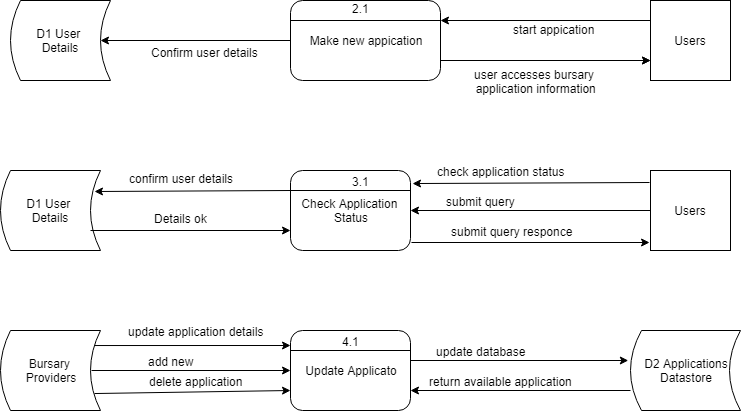 2.1
D1 User
Details
Confirm user details
Make new appication
start appication
user accesses bursary
application information
Users
3.1
D1 User
Details
confirm user details
Details ok
Check Application
Status
check application status
submit query
submit query responce
Users
4.1
Bursary
Providers
update application details
add new
delete application
Update Applicato
update database
return available application
D2 Applications
Datastore